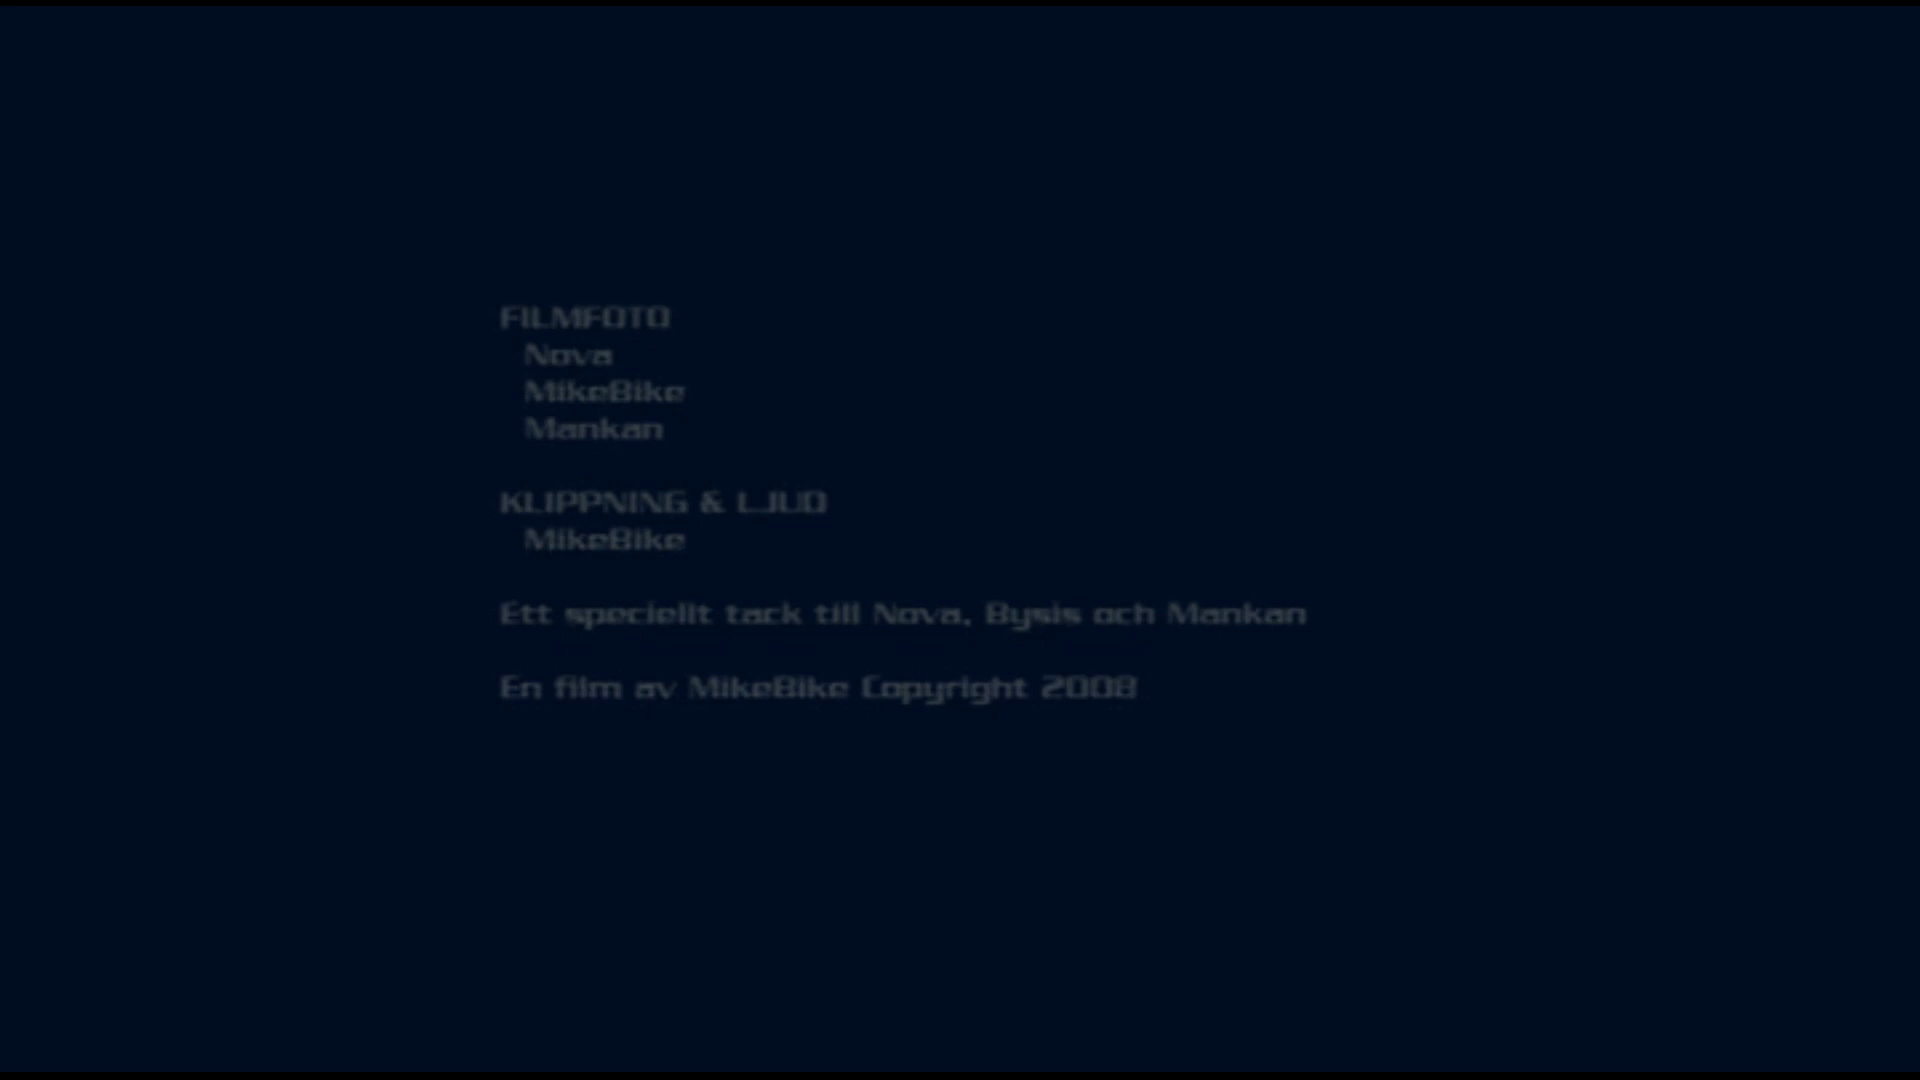 FILMFOTO
Nova
MikeBike
Mankan
KLIPPNING & LJUD
MikeBike
Ett speciellt tack till Nova, Bysis och Mankan
En film av MikeBike Copyright 2008